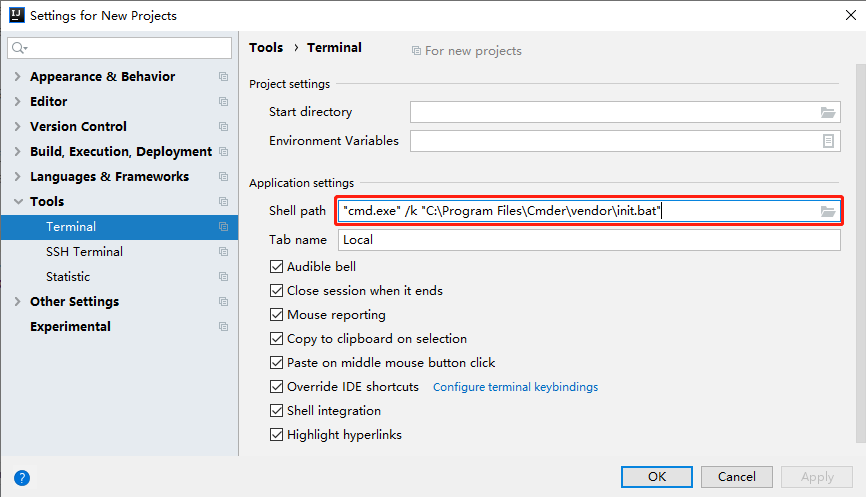 IJ
Settings for New Projects
Appearance & Behavior
Editor
Version Control
Build, Execution, Deployment
Languages & Frameworks
Tools
Terminal
SSH Terminal
Statistic
Other Settings
Experimental
Tools › Terminal
For new projects
Project settings
Start directory
Environment Variables
Application settings
Shell path "cmd.exe" /k "C:\Program Files\Cmder\vendor\init.bat"
Tab name Local
Audible bell
Close session when it ends
Mouse reporting
Copy to clipboard on selection
Paste on middle mouse button click
Override IDE shortcuts Configure terminal keybindings
Shell integration
Highlight hyperlinks
?
OK Cancel Apply